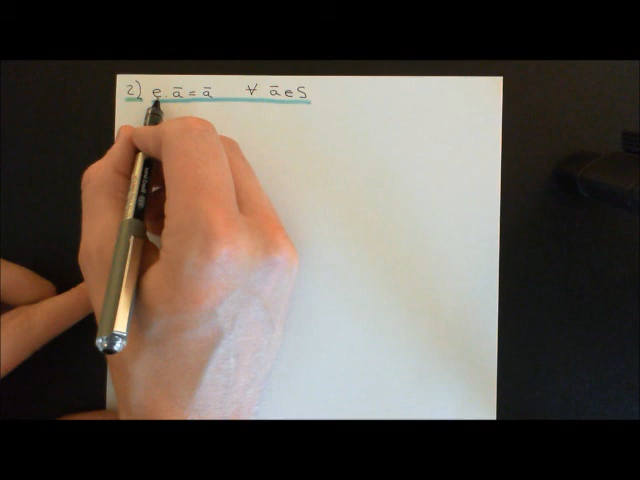 2) e. ā = ā ∀ ā ∈ S